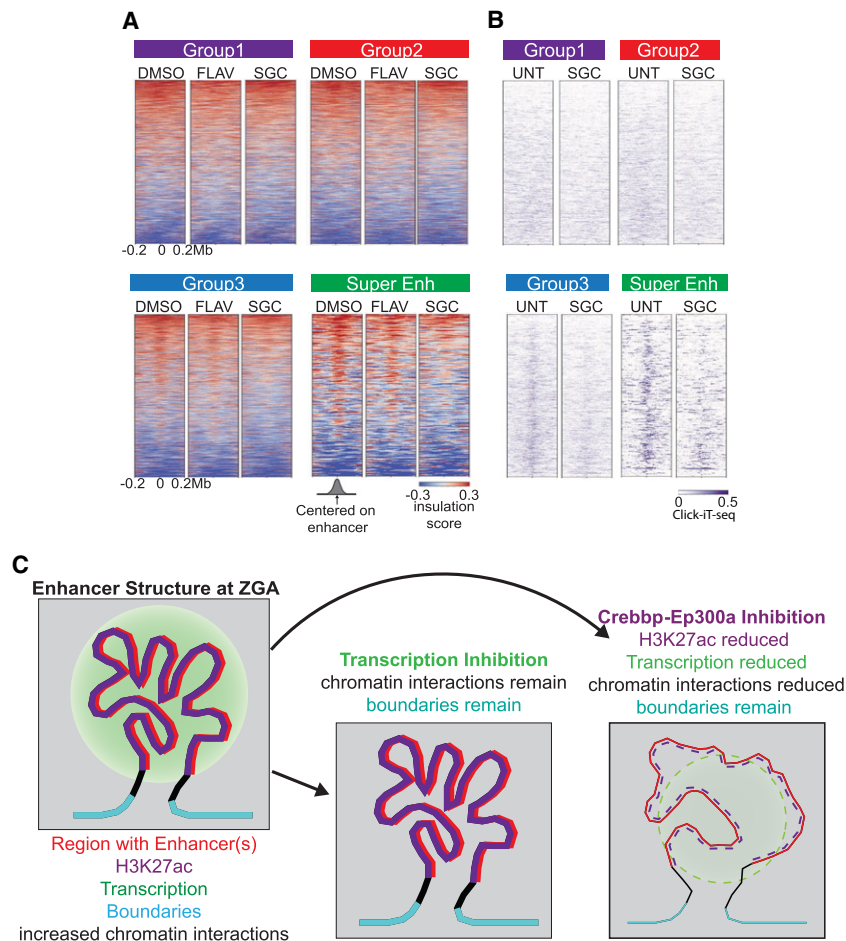 A
Group1
Group2
DMSO FLAV SGC
DMSO FLAV SGC
-0.2 0 0.2Mb
Group3
Super Enh
DMSO FLAV SGC
DMSO FLAV SGC
-0.2 0 0.2Mb
Centered on
enhancer
-0.3 0.3
insulation
score
B
Group1
Group2
UNT SGC
UNT SGC
Group3
Super Enh
UNT SGC
UNT SGC
0 0.5
Click-iT-seq
C
Enhancer Structure at ZGA
Region with Enhancer(s)
H3K27ac
Transcription
Boundaries
increased chromatin interactions
Transcription Inhibition
chromatin interactions remain
boundaries remain
Crebbp-Ep300a Inhibition
H3K27ac reduced
Transcription reduced
chromatin interactions reduced
boundaries remain